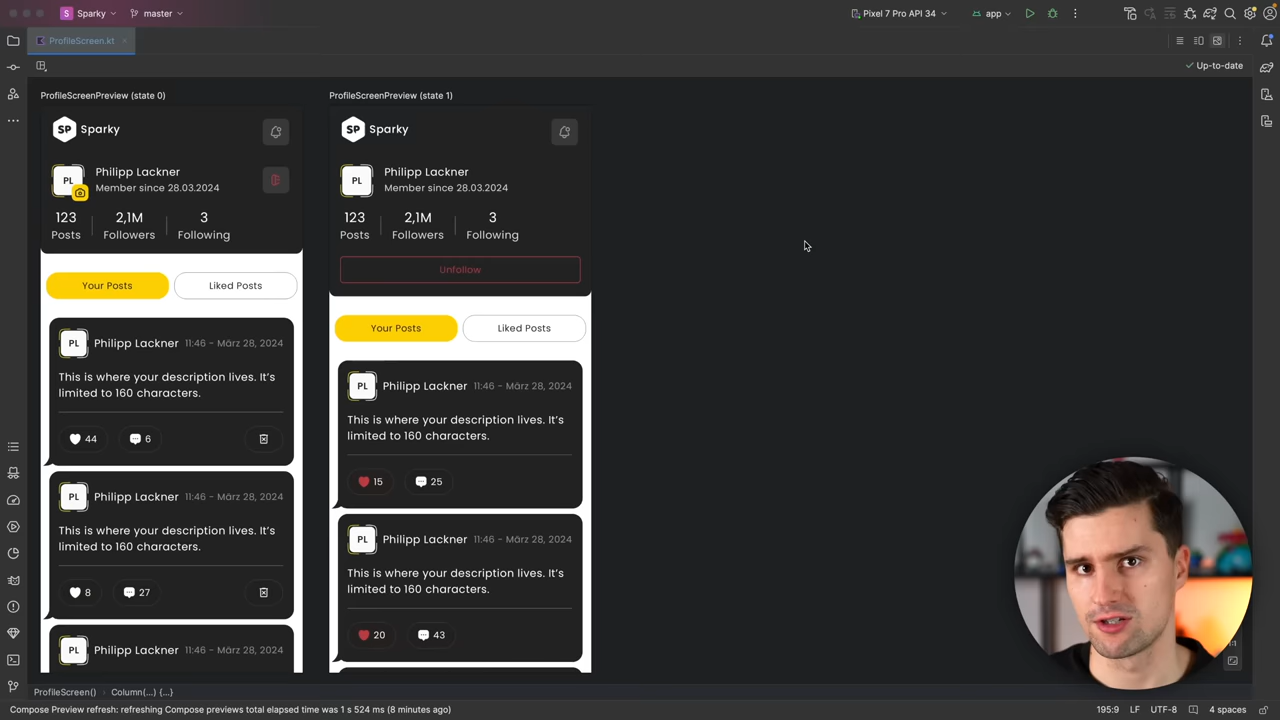 Sparky
master
Pixel 7 Pro API 34
app
ProfileScreen.kt
Up-to-date
ProfileScreenPreview (state 0)
SP Sparky
PL
Philipp Lackner
Member since 28.03.2024
123 2,1M 3
Posts Followers Following
Your Posts Liked Posts
PL Philipp Lackner 11:46 - März 28, 2024
This is where your description lives. It's
limited to 160 characters.
44 6
PL Philipp Lackner 11:46 - März 28, 2024
This is where your description lives. It's
limited to 160 characters.
8 27
PL Philipp Lackner 11:46 - März 28, 2024
ProfileScreenPreview (state 1)
SP Sparky
PL
Philipp Lackner
Member since 28.03.2024
123 2,1M 3
Posts Followers Following
Unfollow
Your Posts Liked Posts
PL Philipp Lackner 11:46 - März 28, 2024
This is where your description lives. It's
limited to 160 characters.
15 25
PL Philipp Lackner 11:46 - März 28, 2024
This is where your description lives. It's
limited to 160 characters.
20 43
ProfileScreen() Column(...) {...}
Compose Preview refresh: refreshing Compose previews total elapsed time was 1 s 524 ms (8 minutes ago)
195:9 LF UTF-8 4 spaces